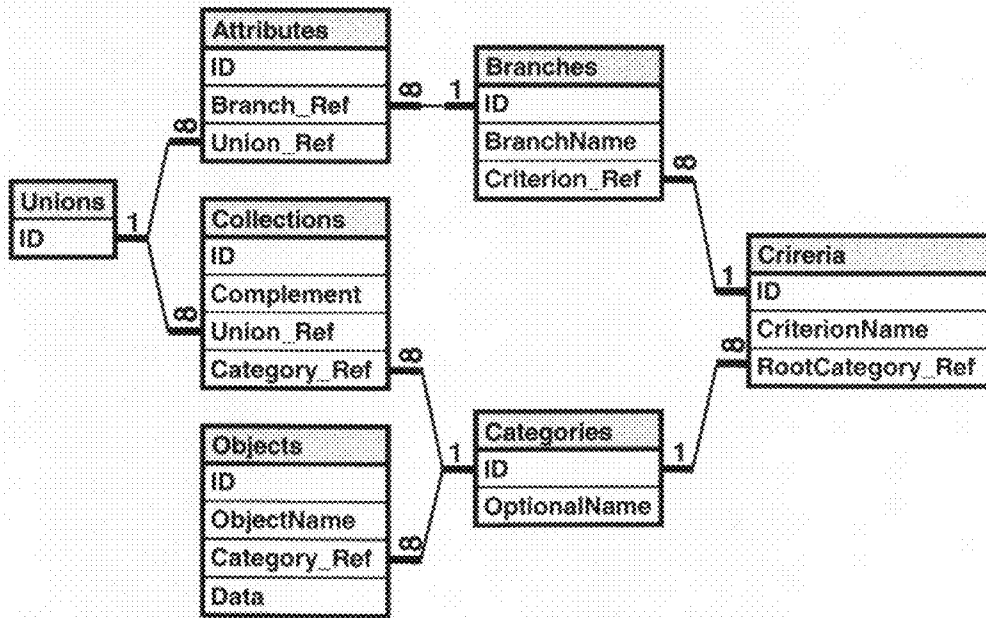 Attributes
ID
Branch_Ref
Union_Ref
∞
1
∞
Branches
ID
BranchName
Criterion_Ref
∞
Unions
ID
1
Collections
ID
Complement
Union_Ref
Category_Ref
∞
∞
Crireria
ID
CriterionName
RootCategory_Ref
1
∞
Objects
ID
ObjectName
Category_Ref
Data
∞
1
Categories
ID
OptionalName
1